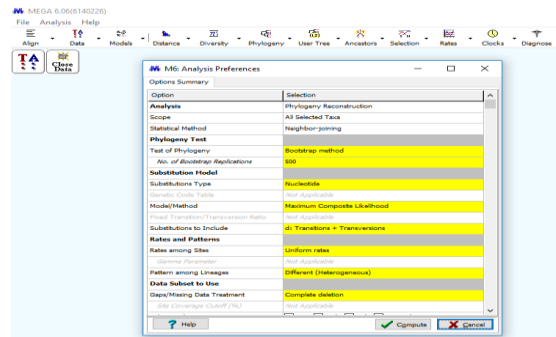 MEGA 6.06(6140226)
File Analysis Help
Align Data Models Distance Diversity Phylogeny User Tree Ancestors Selection Rates Clocks Diagnose
TA Close Data
M6: Analysis Preferences
Options Summary
Option Selection
Analysis Phylogeny Reconstruction
Scope All Selected Taxa
Statistical Method Neighbor-joining
Phylogeny Test
Test of Phylogeny Bootstrap method
No. of Bootstrap Replications 500
Substitution Model
Substitutions Type Nucleotide
Genetic Code Table Not Applicable
Model/Method Maximum Composite Likelihood
Fixed Transition/Transversion Ratio Not Applicable
Substitutions to Include d: Transitions + Transversions
Rates and Patterns
Rates among Sites Uniform rates
Gamma Parameter Not Applicable
Pattern among Lineages Different (Heterogeneous)
Data Subset to Use
Gaps/Missing Data Treatment Complete deletion
Site Coverage Cutoff (%) Not Applicable
? Help Compute Cancel